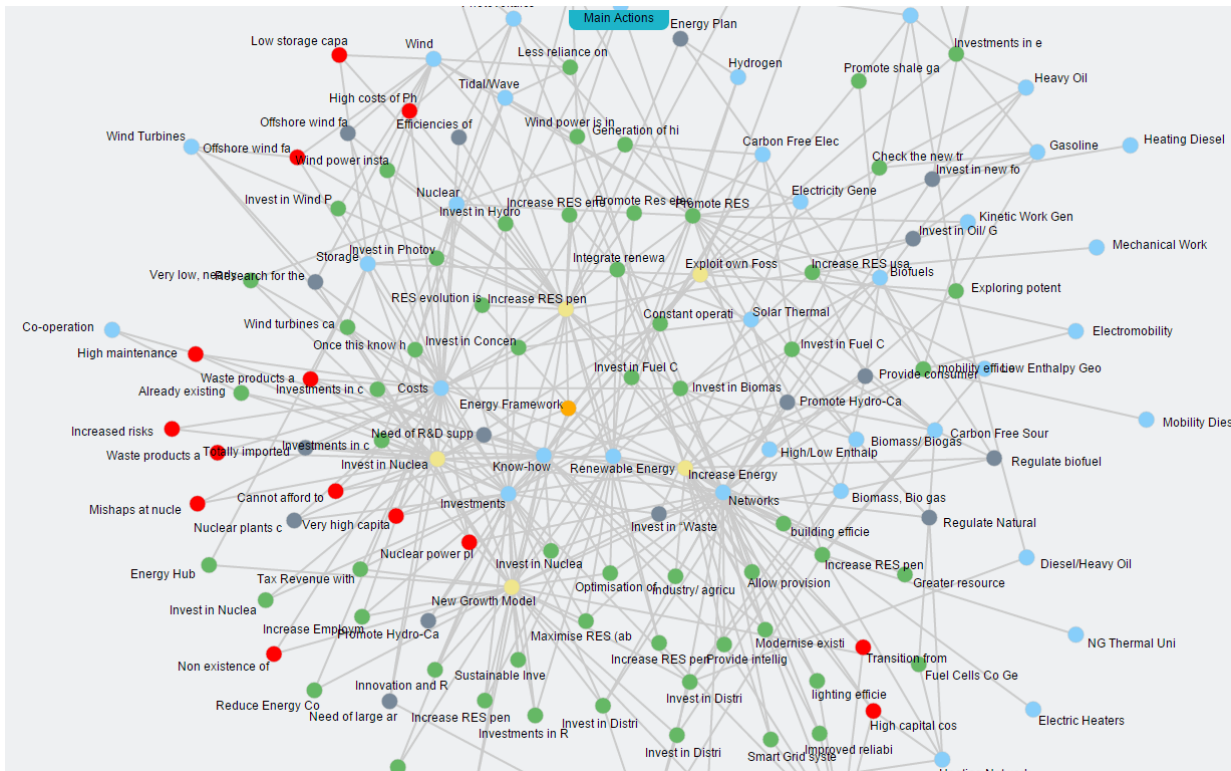 Main Actions
Energy Plan
Low storage capa
Wind
Less reliance on
Investments in e
Hydrogen
Promote shale ga
Heavy Oil
Tidal/Wave
High costs of Ph
Offshore wind fa
Efficiencies of
Wind power is in
Generation of hi
Wind Turbines
Offshore wind fa
Wind power insta
Carbon Free Elec
Check the new tr
Invest in new fo
Gasoline
Heating Diesel
Nuclear
Electricity Gene
Invest in Wind P
Invest in Hydro
Increase RES ene
Promote Res elec
Promote RES
Kinetic Work Gen
Invest in Oil/ G
Mechanical Work
Storage
Invest in Photov
Integrate renewa
Exploit own Foss
Increase RES usa
Biofuels
Very low, needs
Research for the
Exploring potent
RES evolution is
Increase RES pen
Constant operati
Solar Thermal
Co-operation
Wind turbines ca
Once this know h
Invest in Concen
Invest in Fuel C
Electromobility
High maintenance
Invest in Fuel C
Provide consumer
mobility efficie
Low Enthalpy Geo
Waste products a
Already existing
Investments in c
Costs
Invest in Biomas
Energy Framework
Promote Hydro-Ca
Mobility Dies
Increased risks
Need of R&D supp
Biomass/ Biogas
Carbon Free Sour
Waste products a
Totally imported
Investments in c
High/Low Enthalp
Regulate biofuel
Invest in Nuclea
Know-how
Renewable Energy
Increase Energy
Cannot afford to
Investments
Networks
Biomass, Bio gas
Mishaps at nucle
Nuclear plants c
Very high capita
Invest in "Waste
Regulate Natural
building efficie
Nuclear power pl
Energy Hub
Tax Revenue with
Invest in Nuclea
Optimisation of
Industry/ agricu
Allow provision
Increase RES pen
Greater resource
Diesel/Heavy Oil
Invest in Nuclea
New Growth Model
Increase Employm
Promote Hydro-Ca
Maximise RES (ab
Modernise existi
NG Thermal Uni
Non existence of
Increase RES pen
Provide intellig
Transition from
Fuel Cells Co Ge
Innovation and R
Sustainable Inve
Reduce Energy Co
Need of large ar
Increase RES pen
Invest in Distri
Invest in Distri
lighting efficie
High capital cos
Electric Heaters
Investments in R
Invest in Distri
Smart Grid syste
Improved reliabi